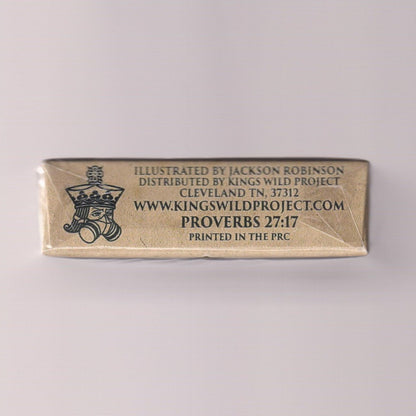 ILLUSTRATED BY JACKSON ROBINSON
DISTRIBUTED BY KINGS WILD PROJECT
CLEVELAND TN, 37312
WWW.KINGSWILDPROJECT.COM
PROVERBS 27:17
PRINTED IN THE PRC